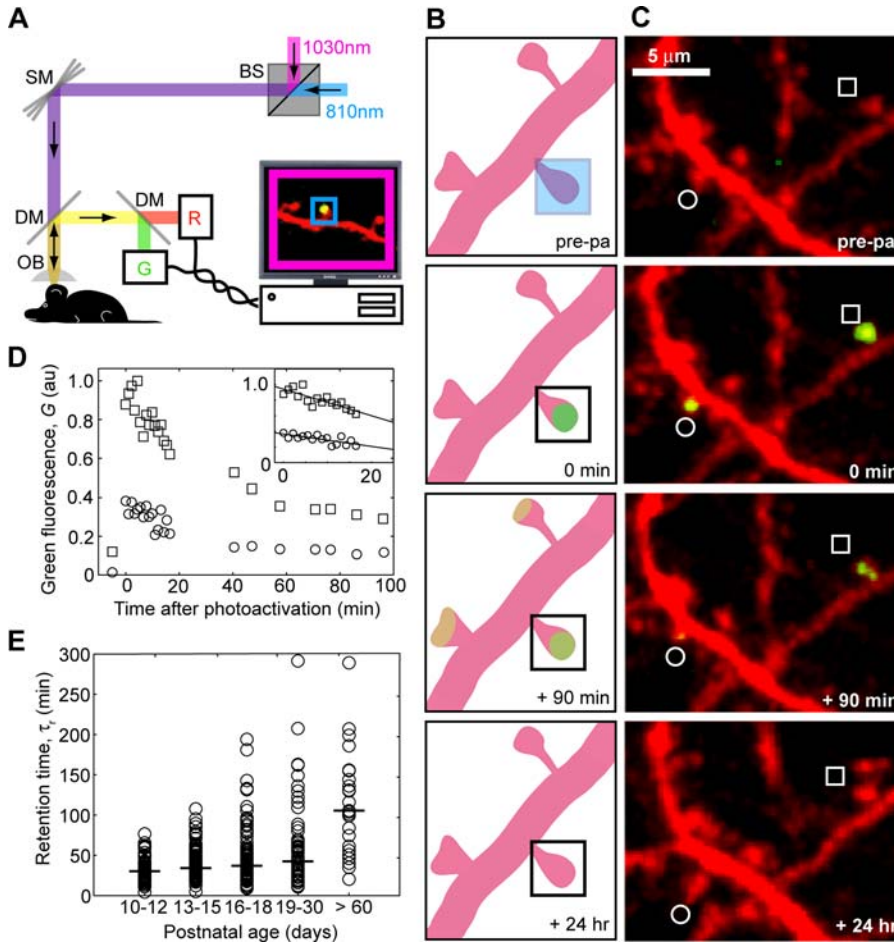 A
1030nm
BS
SM
810nm
DM
DM
R
G
OB
B
pre-pa
0 min
+ 90 min
+ 24 hr
C
5 μm
pre-pa
0 min
+ 90 min
+ 24 hr
D
Green fluorescence, G (au)
1.0
0.8
0.6
0.4
0.2
0
0 20 40 60 80 100
Time after photoactivation (min)
1.0
0
0 20
E
Retention time, τr (min)
300
250
200
150
100
50
0
10-12 13-15 16-18 19-30 > 60
Postnatal age (days)